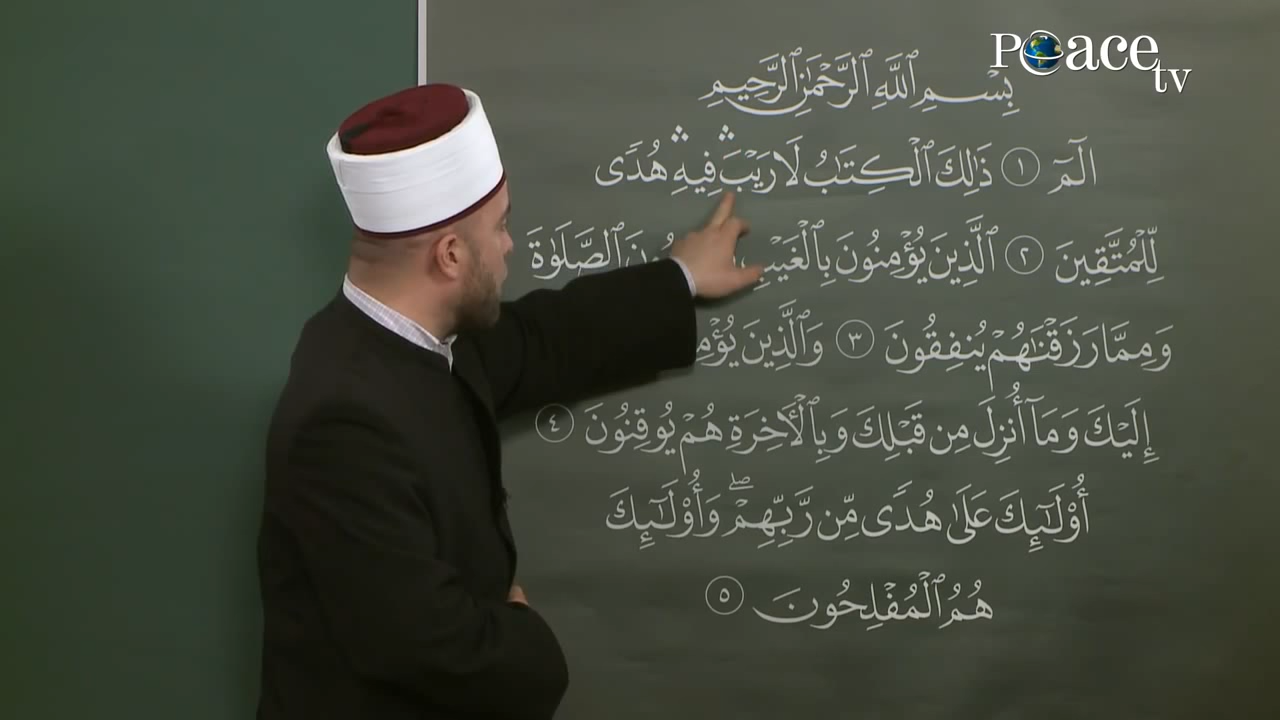 Peace tv
بِسْمِ ٱللَّهِ ٱلرَّحْمَٰنِ ٱلرَّحِيمِ
الٓمٓ ١ ذَٰلِكَ ٱلْكِتَٰبُ لَا رَيْبَ ۛ فِيهِ ۛ هُدًى
لِّلْمُتَّقِينَ ٢ ٱلَّذِينَ يُؤْمِنُونَ بِٱلْغَيْبِ ٱلصَّلَوٰةَ
وَمِمَّا رَزَقْنَٰهُمْ يُنفِقُونَ ٣ وَٱلَّذِينَ
إِلَيْكَ وَمَآ أُنزِلَ مِن قَبْلِكَ وَبِٱلْءَاخِرَةِ هُمْ يُوقِنُونَ ٤
أُو۟لَٰٓئِكَ عَلَىٰ هُدًى مِّن رَّبِّهِمْ ۖ وَأُو۟لَٰٓئِكَ
هُمُ ٱلْمُفْلِحُونَ ٥